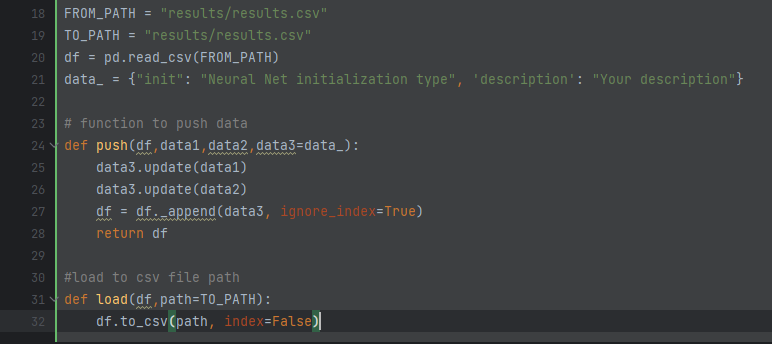 18 FROM_PATH = "results/results.csv"
19 TO_PATH = "results/results.csv"
20 df = pd.read_csv(FROM_PATH)
21 data_ = {"init": "Neural Net initialization type", 'description': "Your description"}
22
23 # function to push data
24 def push(df,data1,data2,data3=data_):
25     data3.update(data1)
26     data3.update(data2)
27     df = df._append(data3, ignore_index=True)
28     return df
29
30 #load to csv file path
31 def load(df,path=TO_PATH):
32     df.to_csv(path, index=False)